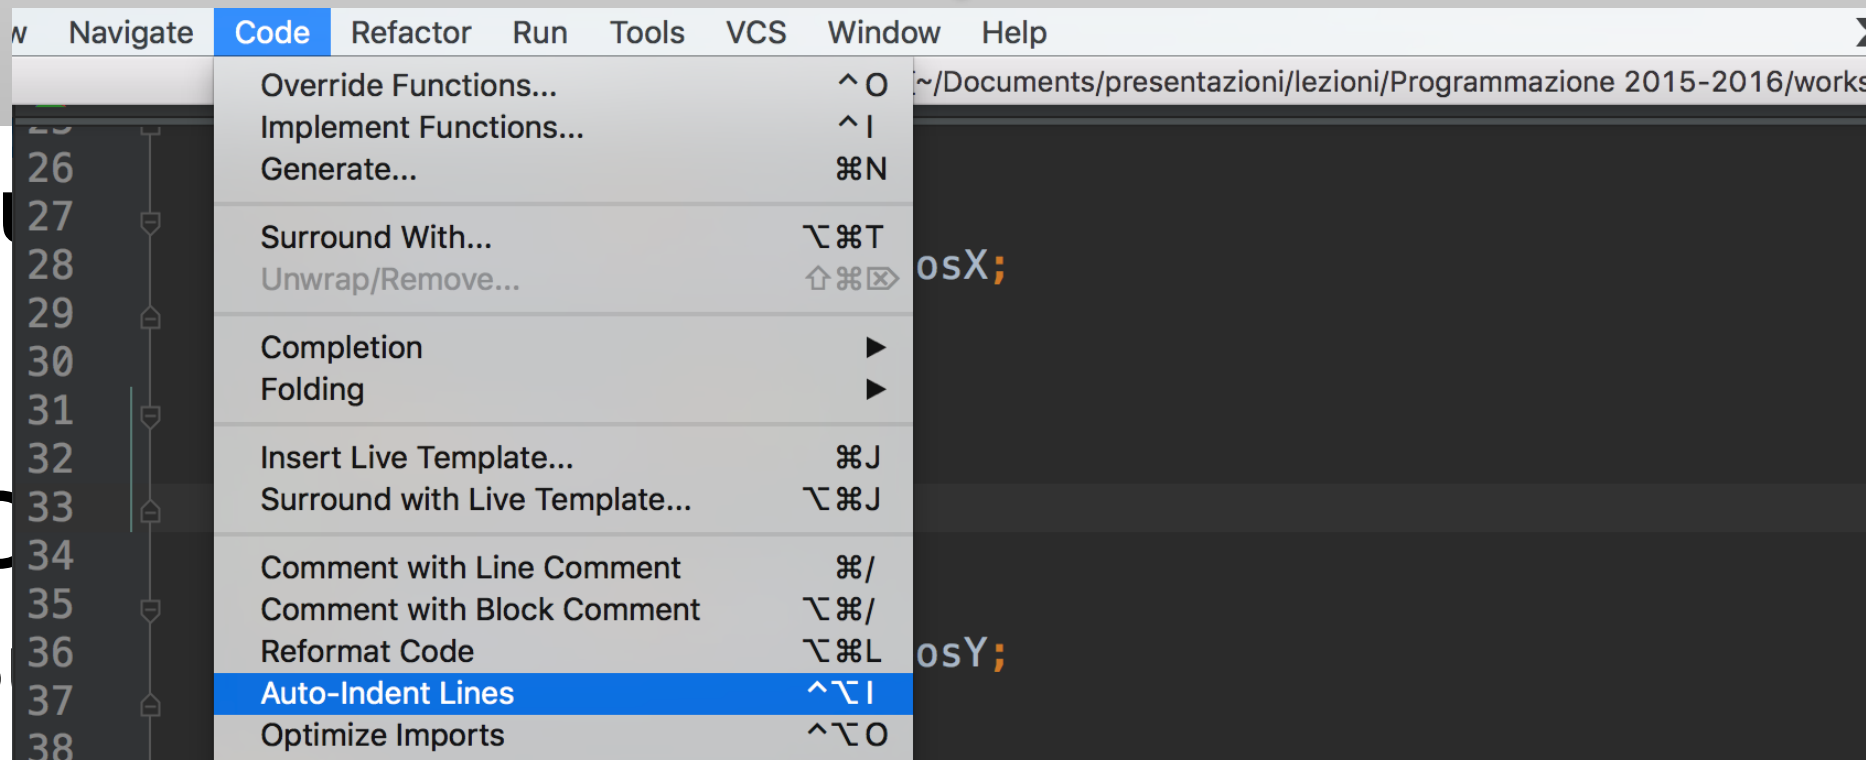 Navigate Code Refactor Run Tools VCS Window Help
~/Documents/presentazioni/lezioni/Programmazione 2015-2016/works
Override Functions... ^O
Implement Functions... ^I
Generate... ⌘N
Surround With... ⌥⌘T
Unwrap/Remove... ⇧⌘⌦
Completion ▶
Folding ▶
Insert Live Template... ⌘J
Surround with Live Template... ⌥⌘J
Comment with Line Comment ⌘/
Comment with Block Comment ⌥⌘/
Reformat Code ⌥⌘L
Auto-Indent Lines ^⌥I
Optimize Imports ^⌥O
26
27
28 osX;
29
30
31
32
33
34
35
36 osY;
37
38